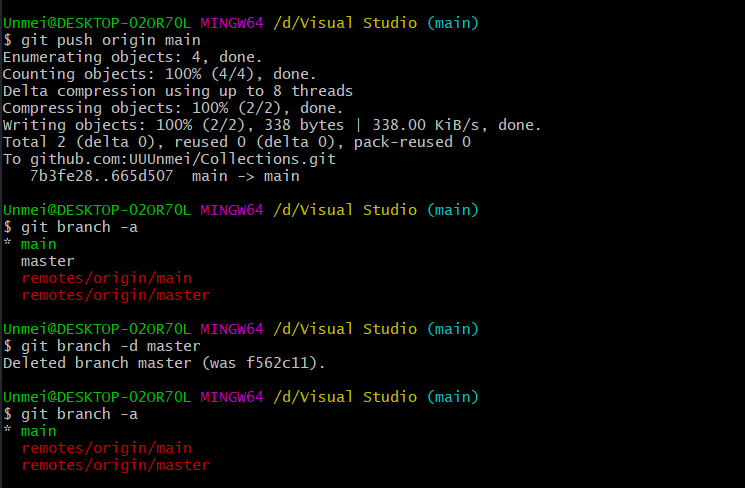 Unmei@DESKTOP-O2OR7OL MINGW64 /d/Visual Studio (main)
$ git push origin main
Enumerating objects: 4, done.
Counting objects: 100% (4/4), done.
Delta compression using up to 8 threads
Compressing objects: 100% (2/2), done.
Writing objects: 100% (2/2), 338 bytes | 338.00 KiB/s, done.
Total 2 (delta 0), reused 0 (delta 0), pack-reused 0
To github.com:UUUnmei/Collections.git
   7b3fe28..665d507  main -> main
Unmei@DESKTOP-O2OR7OL MINGW64 /d/Visual Studio (main)
$ git branch -a
* main
  master
  remotes/origin/main
  remotes/origin/master
Unmei@DESKTOP-O2OR7OL MINGW64 /d/Visual Studio (main)
$ git branch -d master
Deleted branch master (was f562c11).
Unmei@DESKTOP-O2OR7OL MINGW64 /d/Visual Studio (main)
$ git branch -a
* main
  remotes/origin/main
  remotes/origin/master